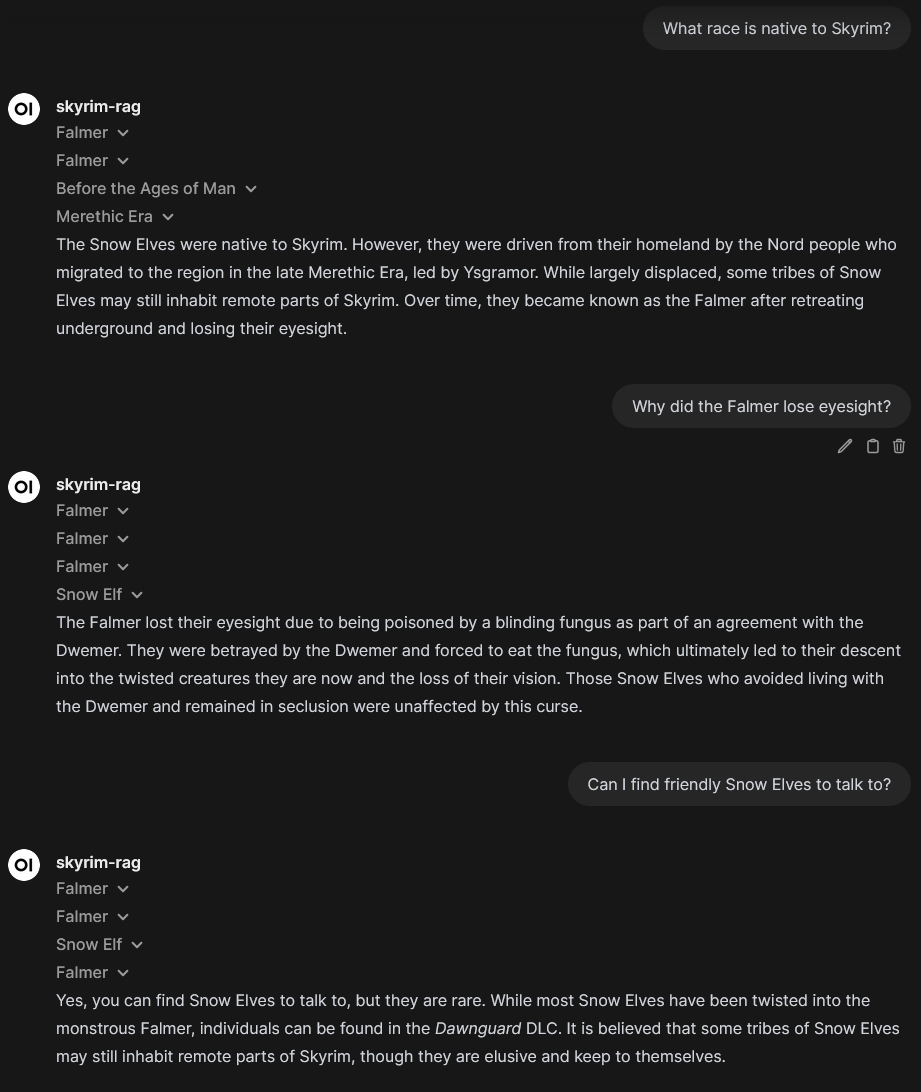 What race is native to Skyrim?
OI
skyrim-rag
Falmer
Falmer
Before the Ages of Man
Merethic Era
The Snow Elves were native to Skyrim. However, they were driven from their homeland by the Nord people who
migrated to the region in the late Merethic Era, led by Ysgramor. While largely displaced, some tribes of Snow
Elves may still inhabit remote parts of Skyrim. Over time, they became known as the Falmer after retreating
underground and losing their eyesight.
Why did the Falmer lose eyesight?
OI
skyrim-rag
Falmer
Falmer
Falmer
Snow Elf
The Falmer lost their eyesight due to being poisoned by a blinding fungus as part of an agreement with the
Dwemer. They were betrayed by the Dwemer and forced to eat the fungus, which ultimately led to their descent
into the twisted creatures they are now and the loss of their vision. Those Snow Elves who avoided living with
the Dwemer and remained in seclusion were unaffected by this curse.
Can I find friendly Snow Elves to talk to?
OI
skyrim-rag
Falmer
Falmer
Snow Elf
Falmer
Yes, you can find Snow Elves to talk to, but they are rare. While most Snow Elves have been twisted into the
monstrous Falmer, individuals can be found in the Dawnguard DLC. It is believed that some tribes of Snow Elves
may still inhabit remote parts of Skyrim, though they are elusive and keep to themselves.